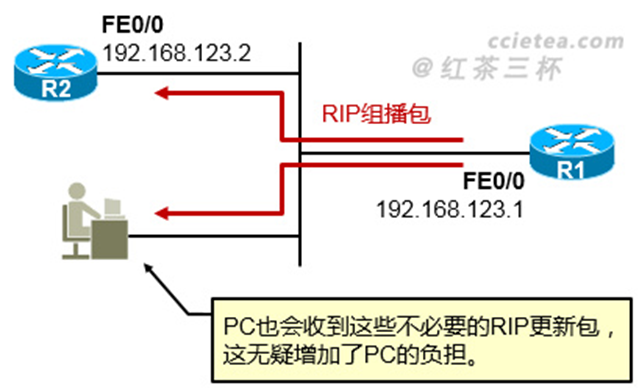 FE0/0
192.168.123.2
ccietea.com
@红茶三杯
R2
RIP组播包
R1
FE0/0
192.168.123.1
PC也会收到这些不必要的RIP更新包，
这无疑增加了PC的负担。